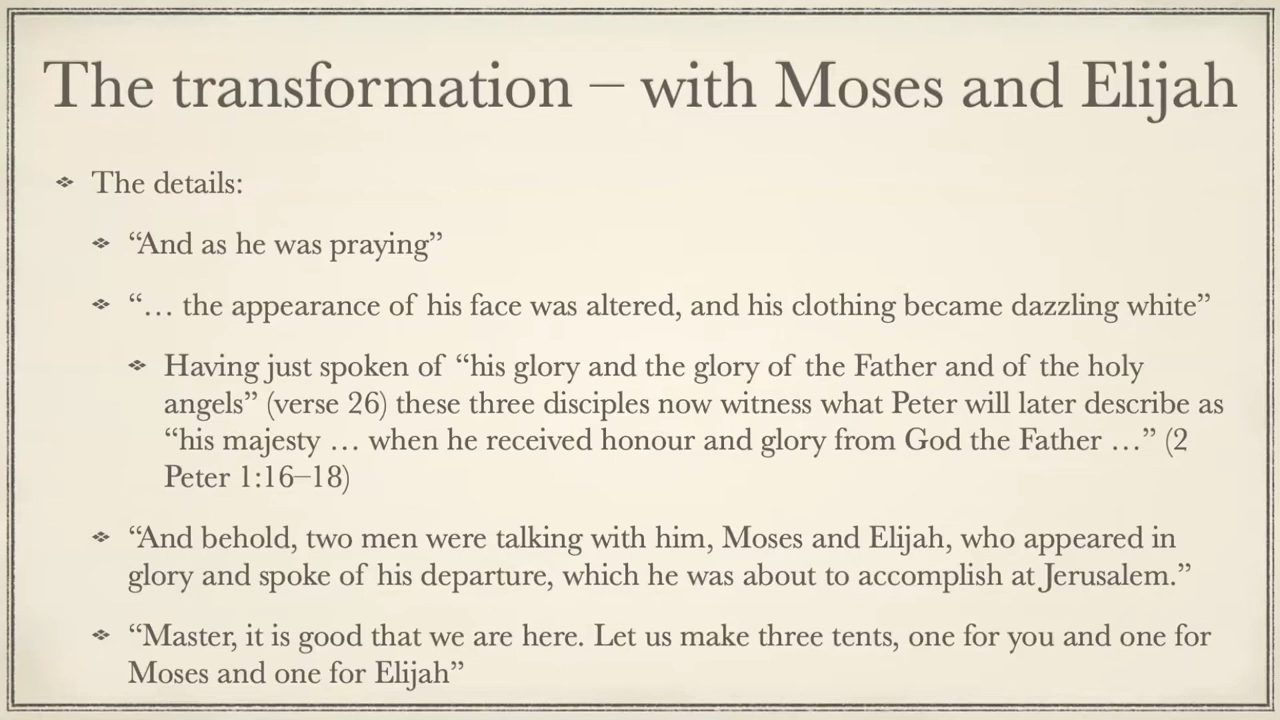 The transformation – with Moses and Elijah
The details:
“And as he was praying”
“… the appearance of his face was altered, and his clothing became dazzling white”
Having just spoken of “his glory and the glory of the Father and of the holy
angels” (verse 26) these three disciples now witness what Peter will later describe as
“his majesty … when he received honour and glory from God the Father …” (2
Peter 1:16–18)
“And behold, two men were talking with him, Moses and Elijah, who appeared in
glory and spoke of his departure, which he was about to accomplish at Jerusalem.”
“Master, it is good that we are here. Let us make three tents, one for you and one for
Moses and one for Elijah”